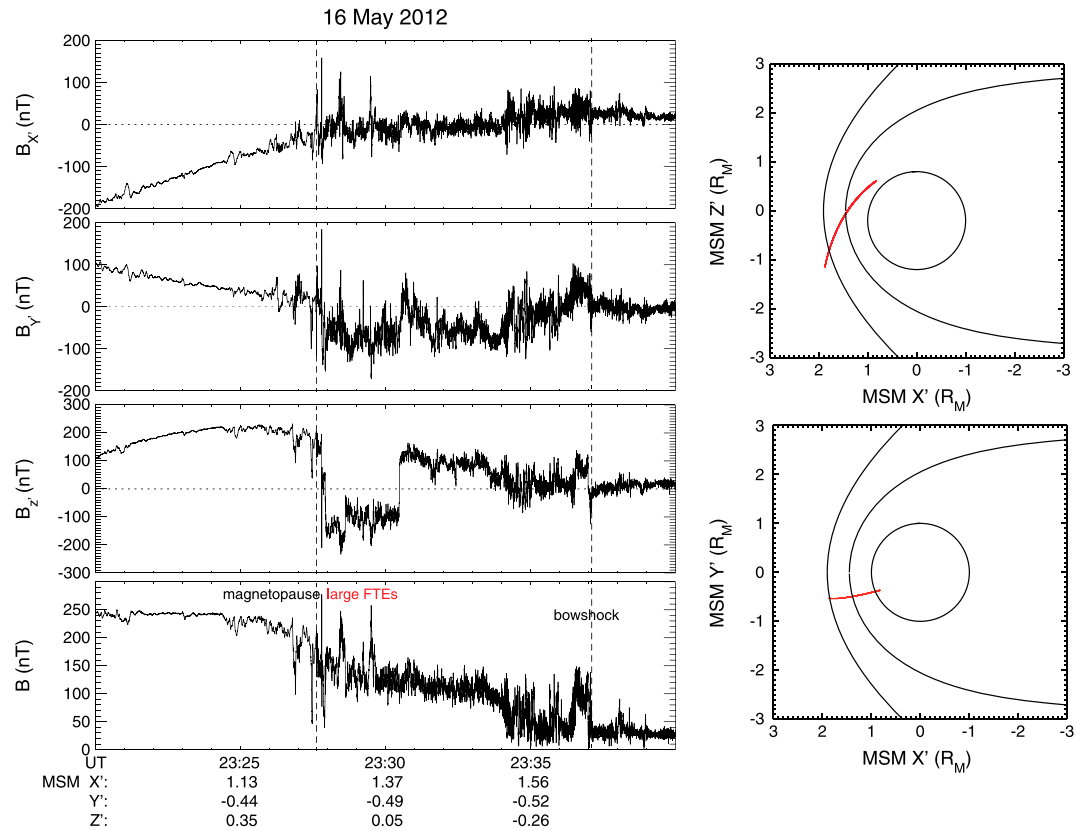 16 May 2012
200
100
0
-100
-200
B_X' (nT)
200
100
0
-100
-200
B_Y' (nT)
300
200
100
0
-100
-200
-300
B_Z' (nT)
250
200
150
100
50
0
B (nT)
magnetopause large FTEs
bowshock
UT 23:25 23:30 23:35
MSM X': 1.13 1.37 1.56
Y': -0.44 -0.49 -0.52
Z': 0.35 0.05 -0.26
3
2
1
0
-1
-2
-3
MSM Z' (R_M)
3 2 1 0 -1 -2 -3
MSM X' (R_M)
3
2
1
0
-1
-2
-3
MSM Y' (R_M)
3 2 1 0 -1 -2 -3
MSM X' (R_M)